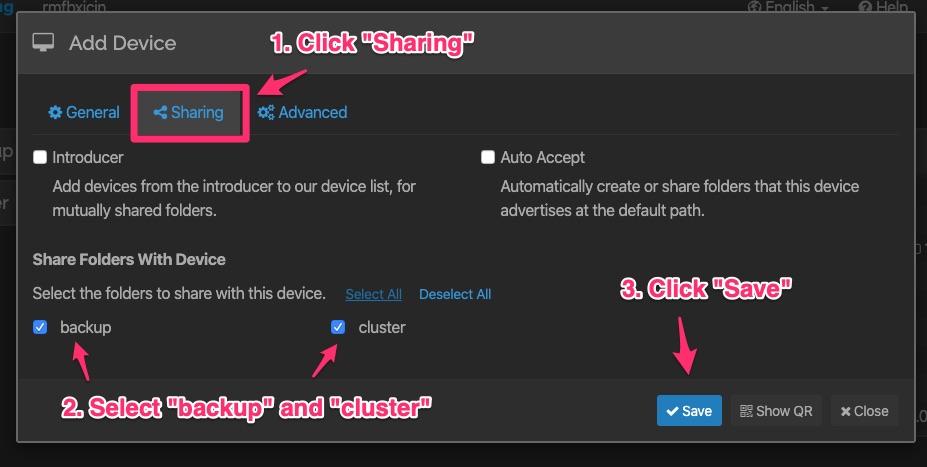 rmfbxicin
English
Help
Add Device
1. Click "Sharing"
General
Sharing
Advanced
Introducer
Auto Accept
Add devices from the introducer to our device list, for
mutually shared folders.
Automatically create or share folders that this device
advertises at the default path.
Share Folders With Device
Select the folders to share with this device. Select All Deselect All
3. Click "Save"
backup
cluster
2. Select "backup" and "cluster"
Save
Show QR
Close